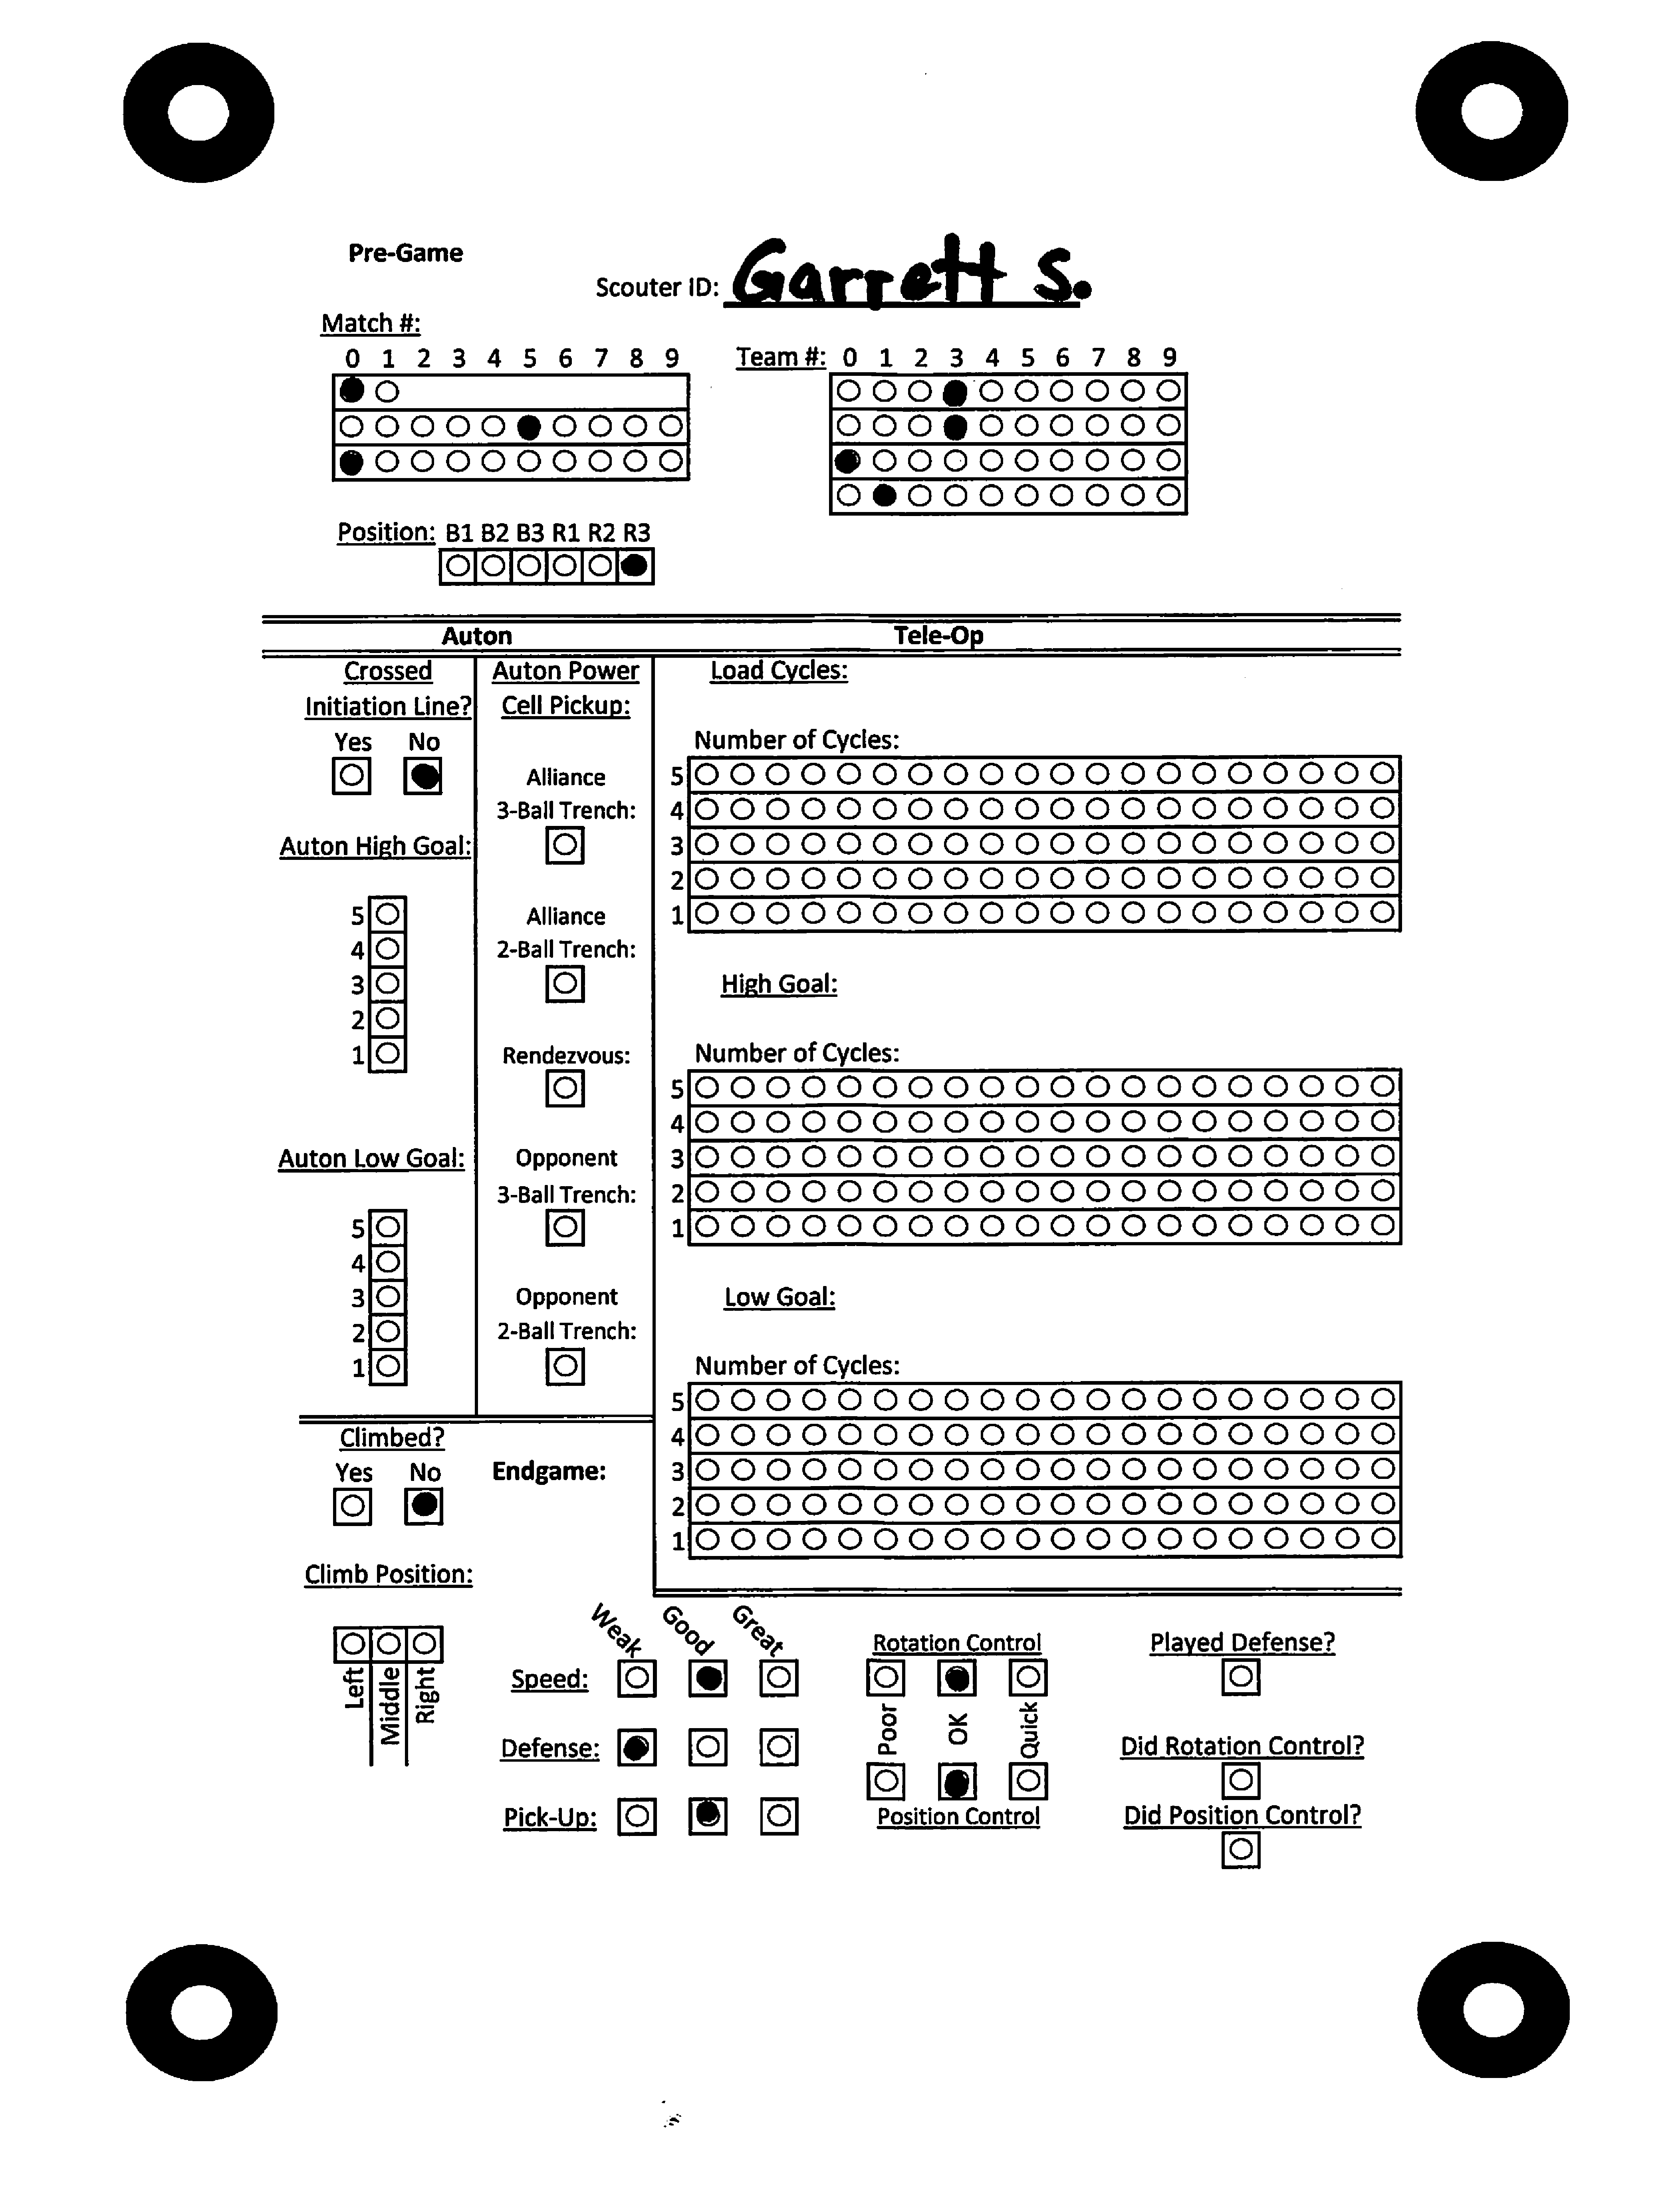 Pre-Game
Scouter ID: Garrett S.
Match #:
0 1 2 3 4 5 6 7 8 9
Team #: 0 1 2 3 4 5 6 7 8 9
Position: B1 B2 B3 R1 R2 R3
Auton
Tele-Op
Crossed
Initiation Line?
Yes No
Auton High Goal:
5
4
3
2
1
Auton Low Goal:
5
4
3
2
1
Auton Power
Cell Pickup:
Alliance
3-Ball Trench:
Alliance
2-Ball Trench:
Rendezvous:
Opponent
3-Ball Trench:
Opponent
2-Ball Trench:
Load Cycles:
Number of Cycles:
5
4
3
2
1
High Goal:
Number of Cycles:
5
4
3
2
1
Low Goal:
Number of Cycles:
5
4
3
2
1
Climbed?
Yes No
Endgame:
Climb Position:
Left
Middle
Right
Weak Good Great
Speed:
Defense:
Pick-Up:
Rotation Control
Poor OK Quick
Position Control
Played Defense?
Did Rotation Control?
Did Position Control?